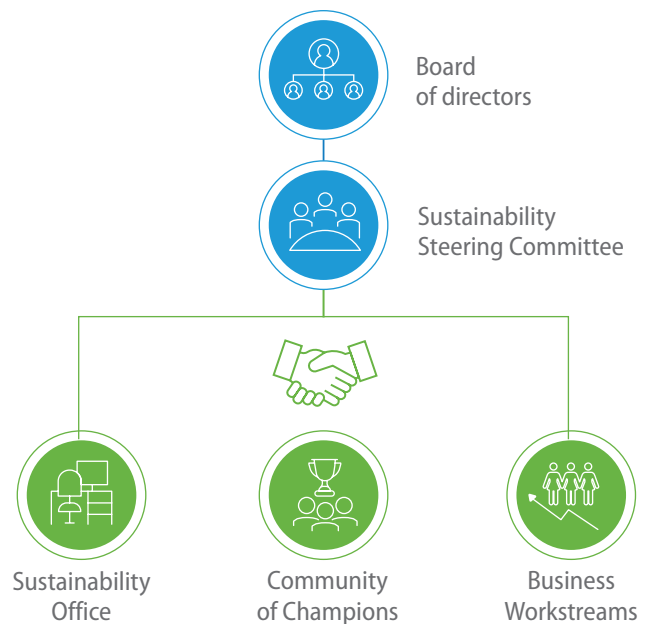 Board
of directors
Sustainability
Steering Committee
Sustainability
Office
Community
of Champions
Business
Workstreams